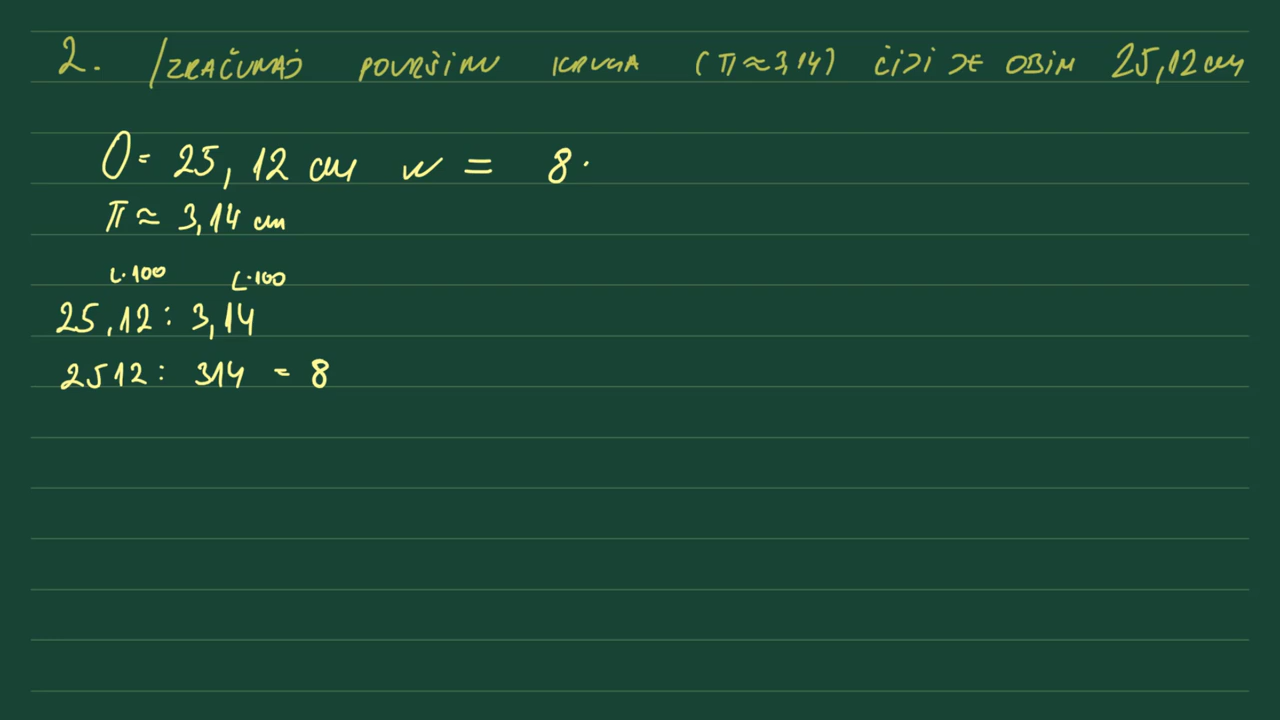 2. IZRAČUNAJ POVRŠINU KRUGA (π≈3,14) ČIJI JE OBIM 25,12 cm
O = 25,12 cm = 8·
π ≈ 3,14 cm
|·100 |·100
25,12 : 3,14
2512 : 314 = 8